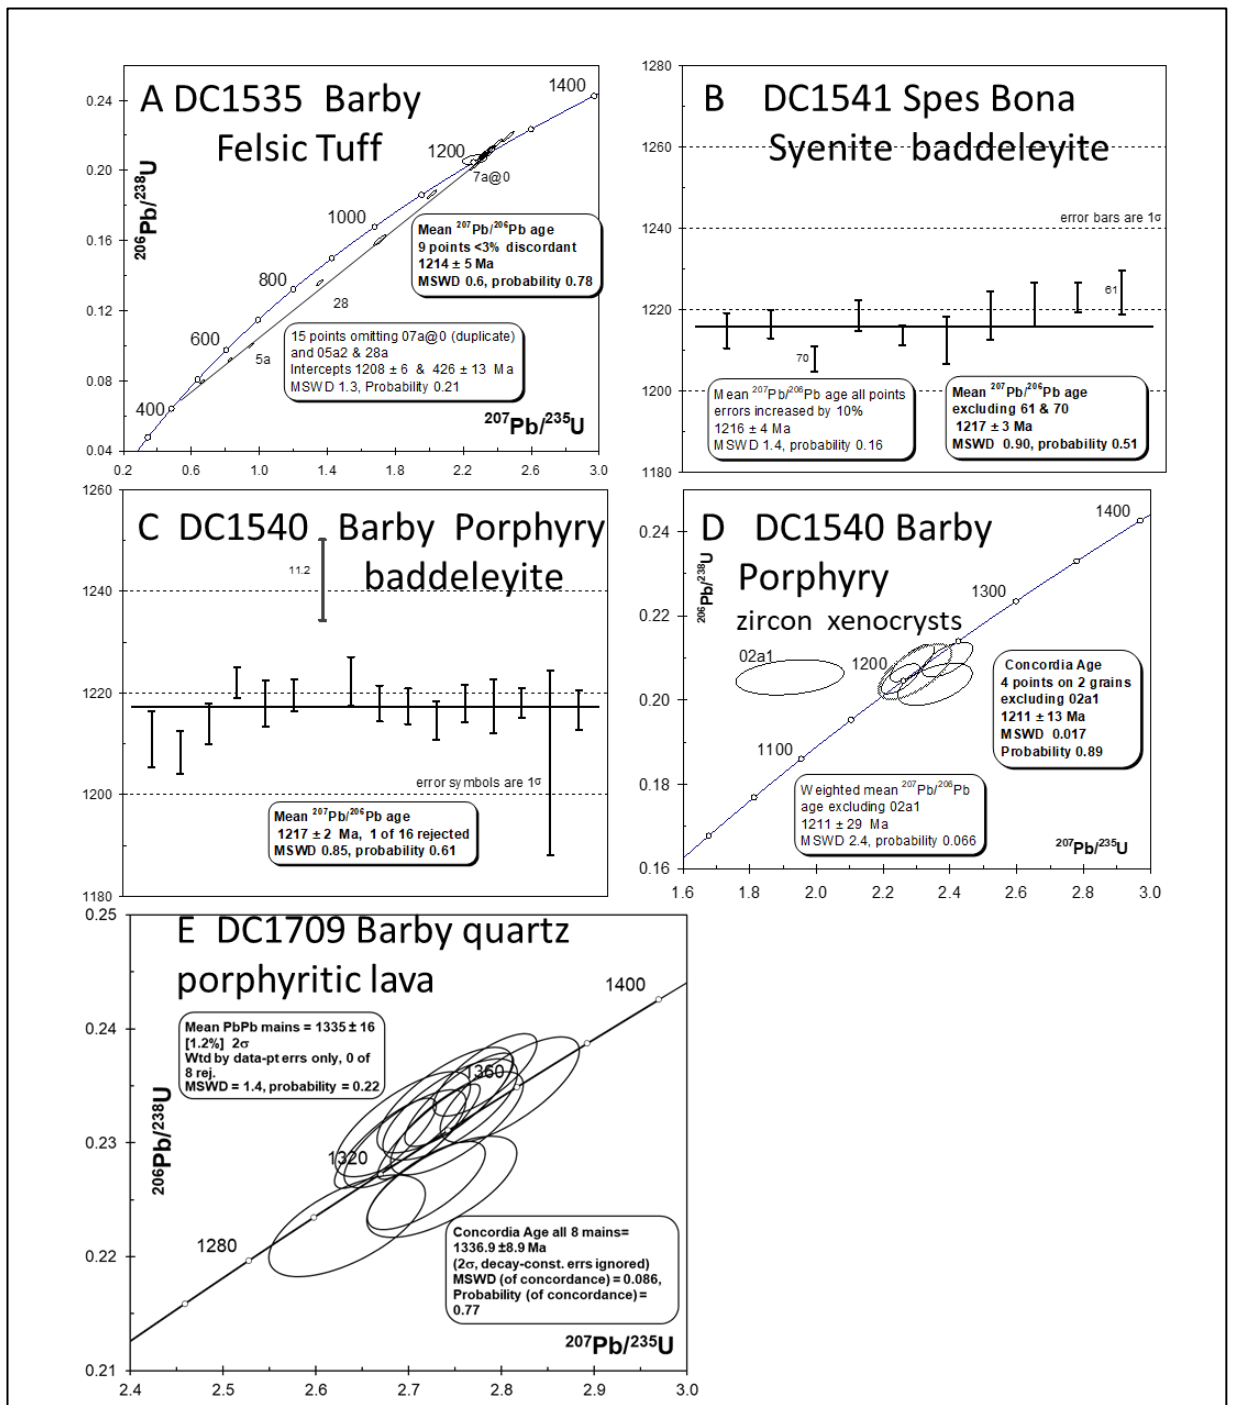 A DC1535 Barby
Felsic Tuff
0.24
0.20
0.16
0.12
0.08
0.04
²⁰⁶Pb/²³⁸U
1400
1200
7a@0
1000
800
28
600
5a
400
Mean ²⁰⁷Pb/²⁰⁶Pb age
9 points <3% discordant
1214 ± 5 Ma
MSWD 0.6, probability 0.78
15 points omitting 07a@0 (duplicate)
and 05a2 & 28a
Intercepts 1208 ± 6 & 426 ± 13 Ma
MSWD 1.3, Probability 0.21
²⁰⁷Pb/²³⁵U
0.2 0.6 1.0 1.4 1.8 2.2 2.6 3.0
B DC1541 Spes Bona
Syenite baddeleyite
1280
1260
1240
1220
1200
1180
error bars are 1σ
61
70
Mean ²⁰⁷Pb/²⁰⁶Pb age all points
errors increased by 10%
1216 ± 4 Ma
MSWD 1.4, probability 0.16
Mean ²⁰⁷Pb/²⁰⁶Pb age
excluding 61 & 70
1217 ± 3 Ma
MSWD 0.90, probability 0.51
C DC1540 Barby Porphyry
baddeleyite
1260
1240
1220
1200
1180
11.2
error symbols are 1σ
Mean ²⁰⁷Pb/²⁰⁶Pb age
1217 ± 2 Ma, 1 of 16 rejected
MSWD 0.85, probability 0.61
D DC1540 Barby
Porphyry
zircon xenocrysts
0.24
0.22
0.20
0.18
0.16
²⁰⁶Pb/²³⁸U
1400
1300
02a1
1200
1100
Concordia Age
4 points on 2 grains
excluding 02a1
1211 ± 13 Ma
MSWD 0.017
Probability 0.89
Weighted mean ²⁰⁷Pb/²⁰⁶Pb
age excluding 02a1
1211 ± 29 Ma
MSWD 2.4, probability 0.066
²⁰⁷Pb/²³⁵U
1.6 1.8 2.0 2.2 2.4 2.6 2.8 3.0
E DC1709 Barby quartz
porphyritic lava
0.25
0.24
0.23
0.22
0.21
²⁰⁶Pb/²³⁸U
1400
1360
1320
1280
Mean PbPb mains = 1335 ± 16
[1.2%] 2σ
Wtd by data-pt errs only, 0 of
8 rej.
MSWD = 1.4, probability = 0.22
Concordia Age all 8 mains=
1336.9 ±8.9 Ma
(2σ, decay-const. errs ignored)
MSWD (of concordance) = 0.086,
Probability (of concordance) =
0.77
²⁰⁷Pb/²³⁵U
2.4 2.5 2.6 2.7 2.8 2.9 3.0